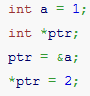 int a = 1;
int *ptr;
ptr = &a;
*ptr = 2;